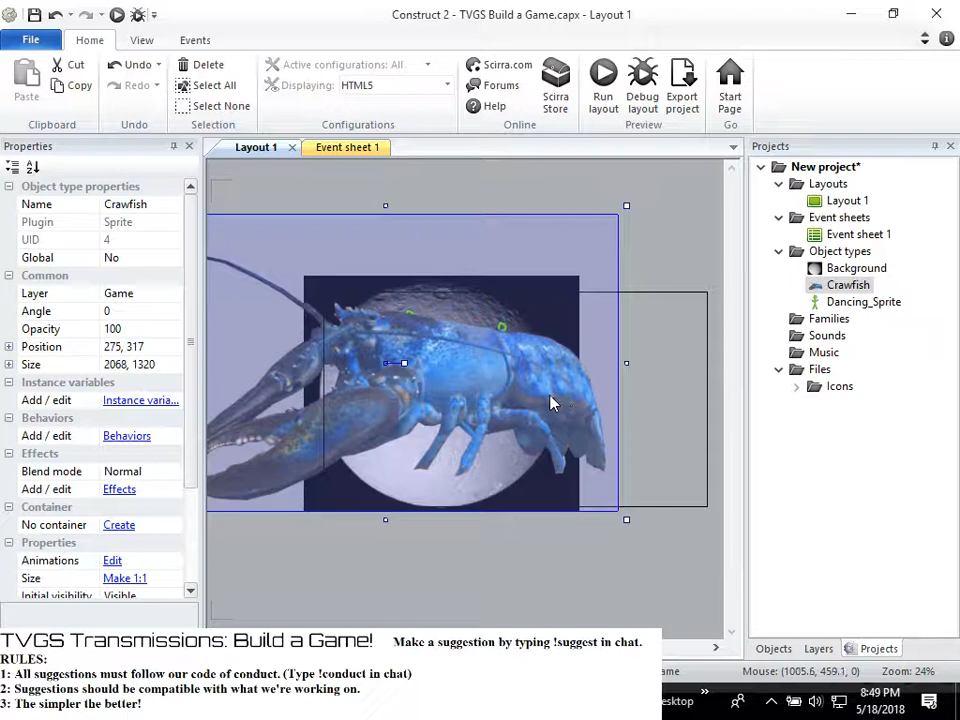 Construct 2 - TVGS Build a Game.capx - Layout 1
File Home View Events
Paste
Cut
Copy
Clipboard
Undo
Redo
Undo
Delete
Select All
Select None
Selection
Active configurations: All
Displaying: HTML5
Configurations
Scirra.com
Forums
Help
Scirra Store
Online
Run layout
Debug layout
Export project
Preview
Start Page
Go
Properties
Object type properties
Name Crawfish
Plugin Sprite
UID 4
Global No
Common
Layer Game
Angle 0
Opacity 100
Position 275, 317
Size 2068, 1320
Instance variables
Add / edit Instance varia...
Behaviors
Add / edit Behaviors
Effects
Blend mode Normal
Add / edit Effects
Container
No container Create
Properties
Animations Edit
Size Make 1:1
Initial visibility Visible
Layout 1 Event sheet 1
Projects
New project*
Layouts
Layout 1
Event sheets
Event sheet 1
Object types
Background
Crawfish
Dancing_Sprite
Families
Sounds
Music
Files
Icons
Projects Layers Projects
Mouse: (1005.6, 459.1, 0) Zoom: 24%
TVGS Transmissions: Build a Game! Make a suggestion by typing !suggest in chat.
RULES:
1: All suggestions must follow our code of conduct. (Type !conduct in chat)
2: Suggestions should be compatible with what we're working on.
3: The simpler the better!
8:49 PM
5/18/2018